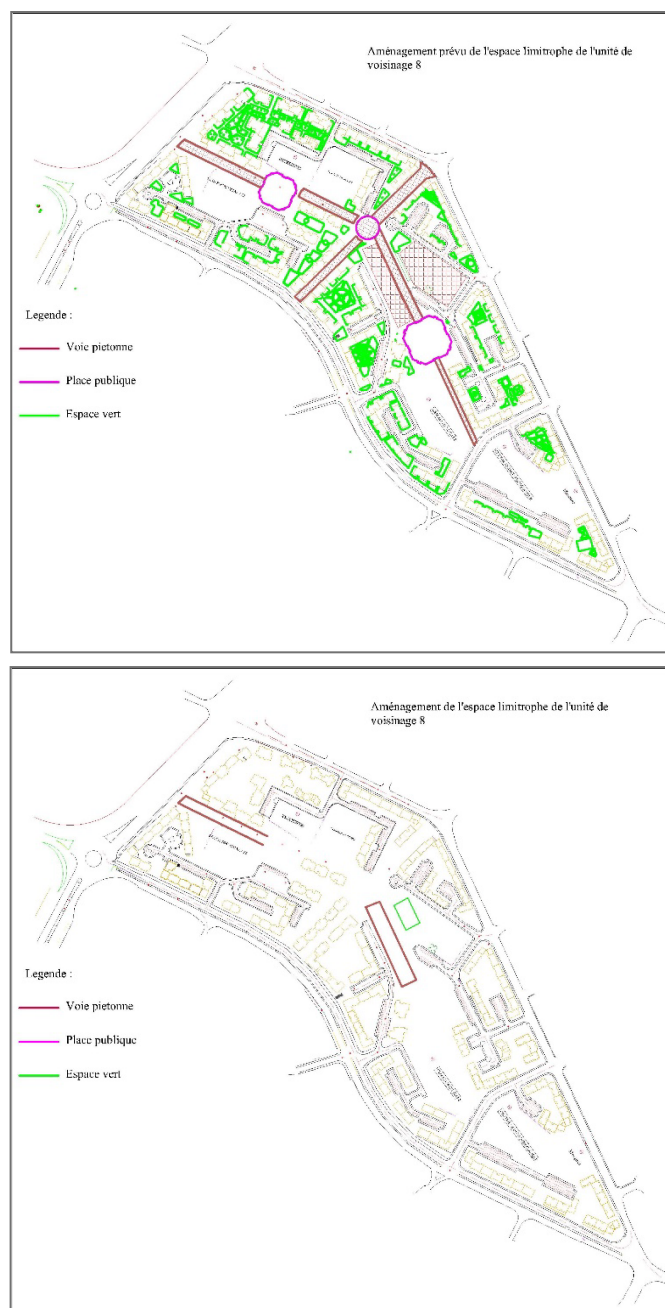 Aménagement prévu de l'espace limitrophe de l'unité de
voisinage 8
Legende :
Voie pietonne
Place publique
Espace vert
Aménagement de l'espace limitrophe de l'unité de
voisinage 8
Legende :
Voie pietonne
Place publique
Espace vert